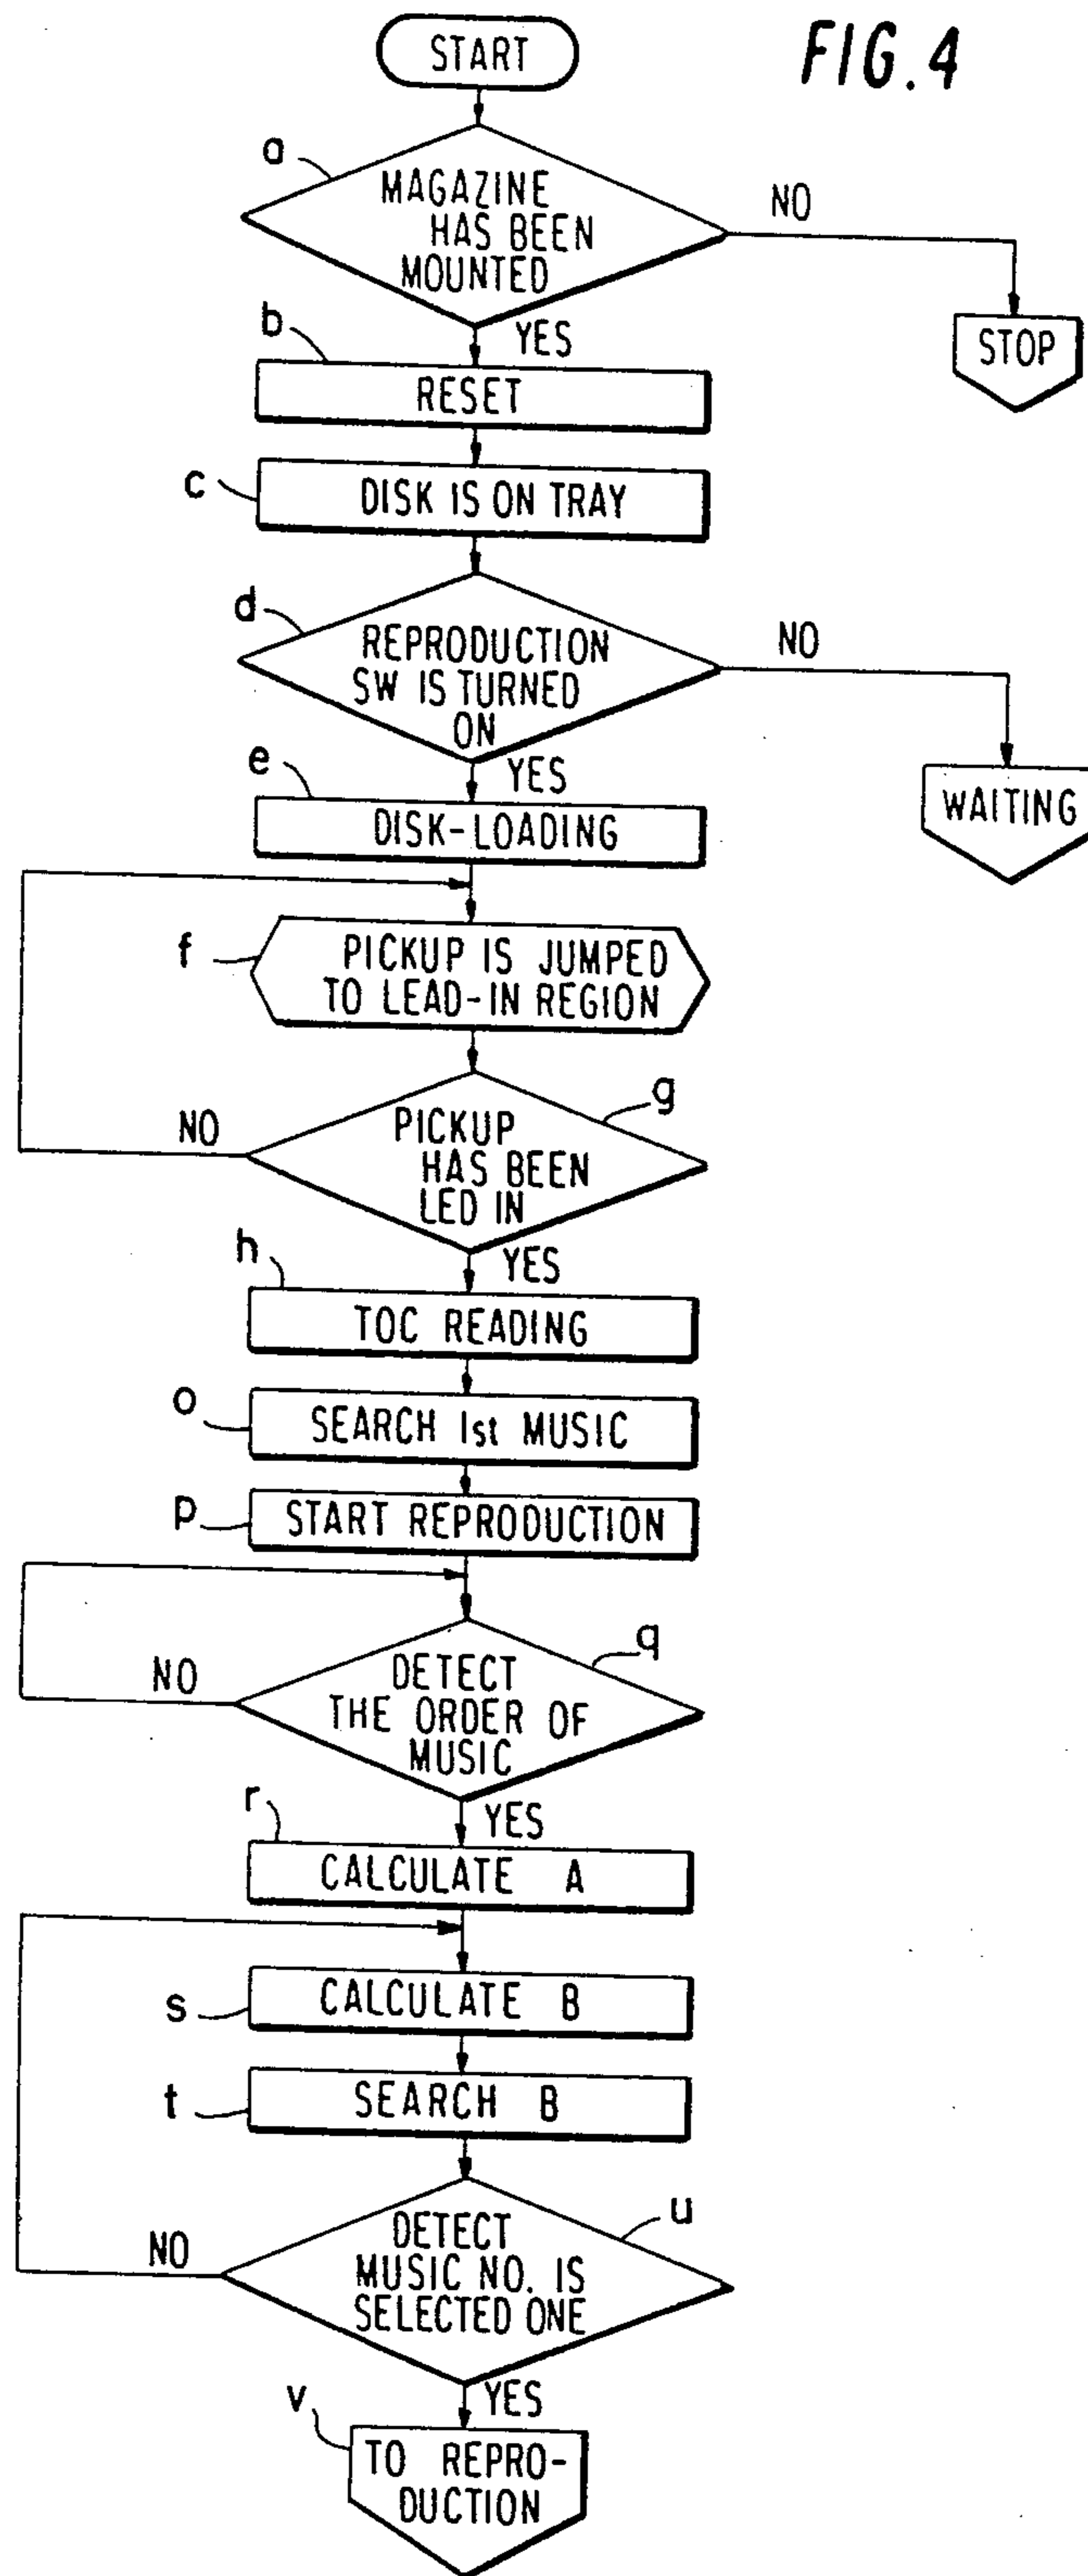 FIG. 4
START
a
MAGAZINE
HAS BEEN
MOUNTED
NO
STOP
YES
b
RESET
c
DISK IS ON TRAY
d
REPRODUCTION
SW IS TURNED
ON
NO
WAITING
YES
e
DISK-LOADING
f
PICKUP IS JUMPED
TO LEAD-IN REGION
g
PICKUP
HAS BEEN
LED IN
NO
YES
h
TOC READING
o
SEARCH 1st MUSIC
p
START REPRODUCTION
q
DETECT
THE ORDER OF
MUSIC
NO
YES
r
CALCULATE A
s
CALCULATE B
t
SEARCH B
u
DETECT
MUSIC NO. IS
SELECTED ONE
NO
YES
v
TO REPRO-
DUCTION